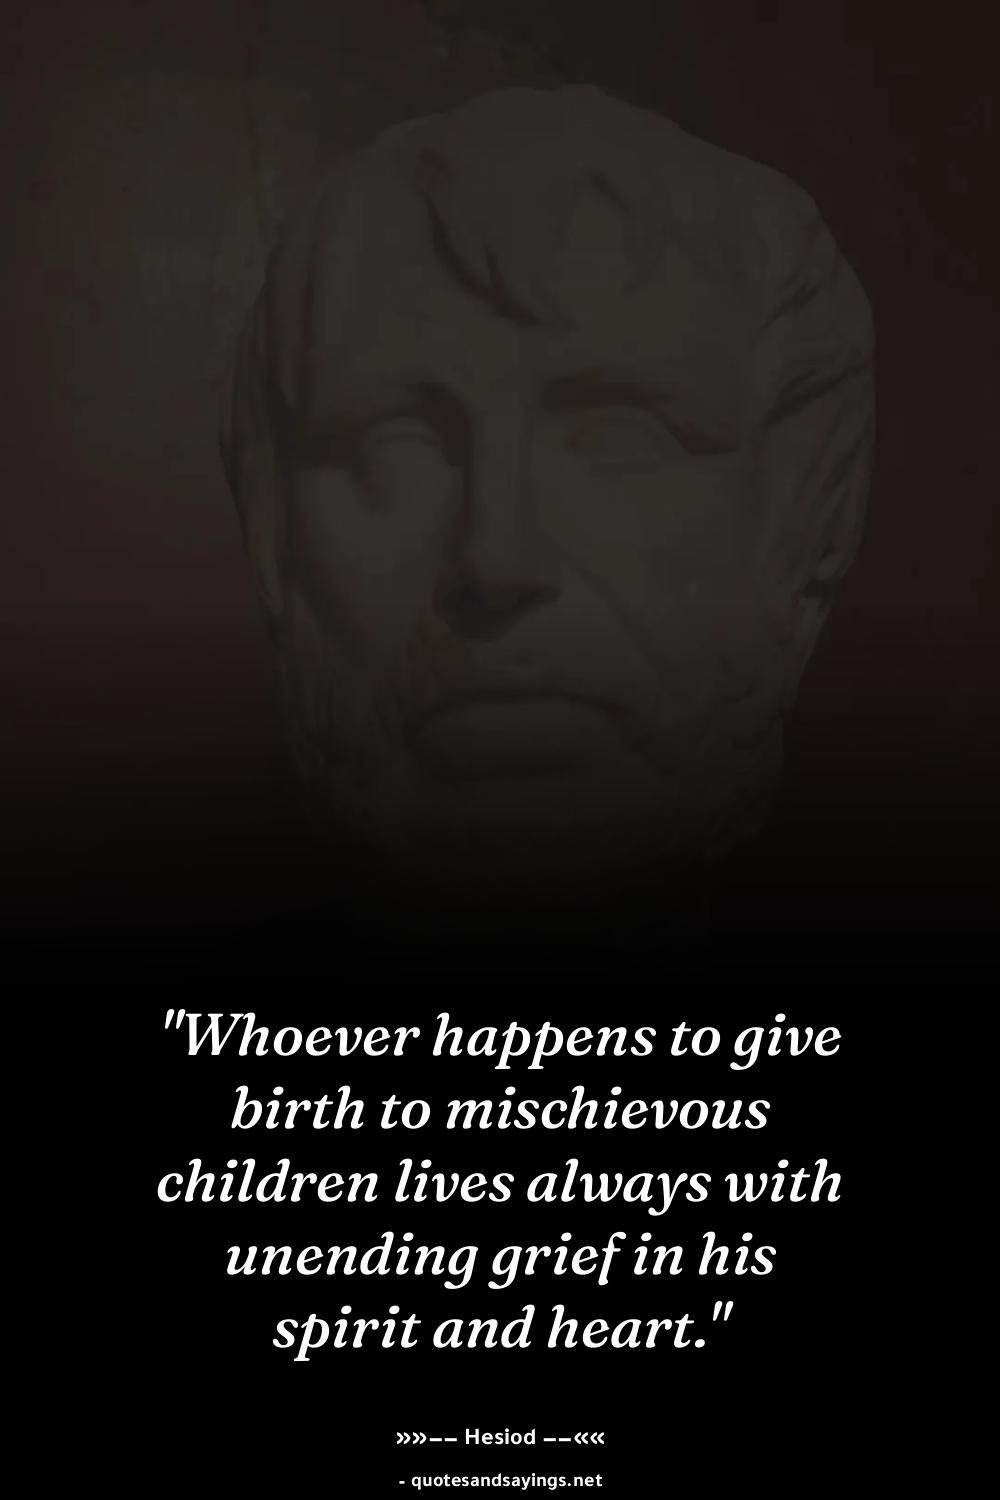 "Whoever happens to give
birth to mischievous
children lives always with
unending grief in his
spirit and heart."
»»−− Hesiod −−««
- quotesandsayings.net